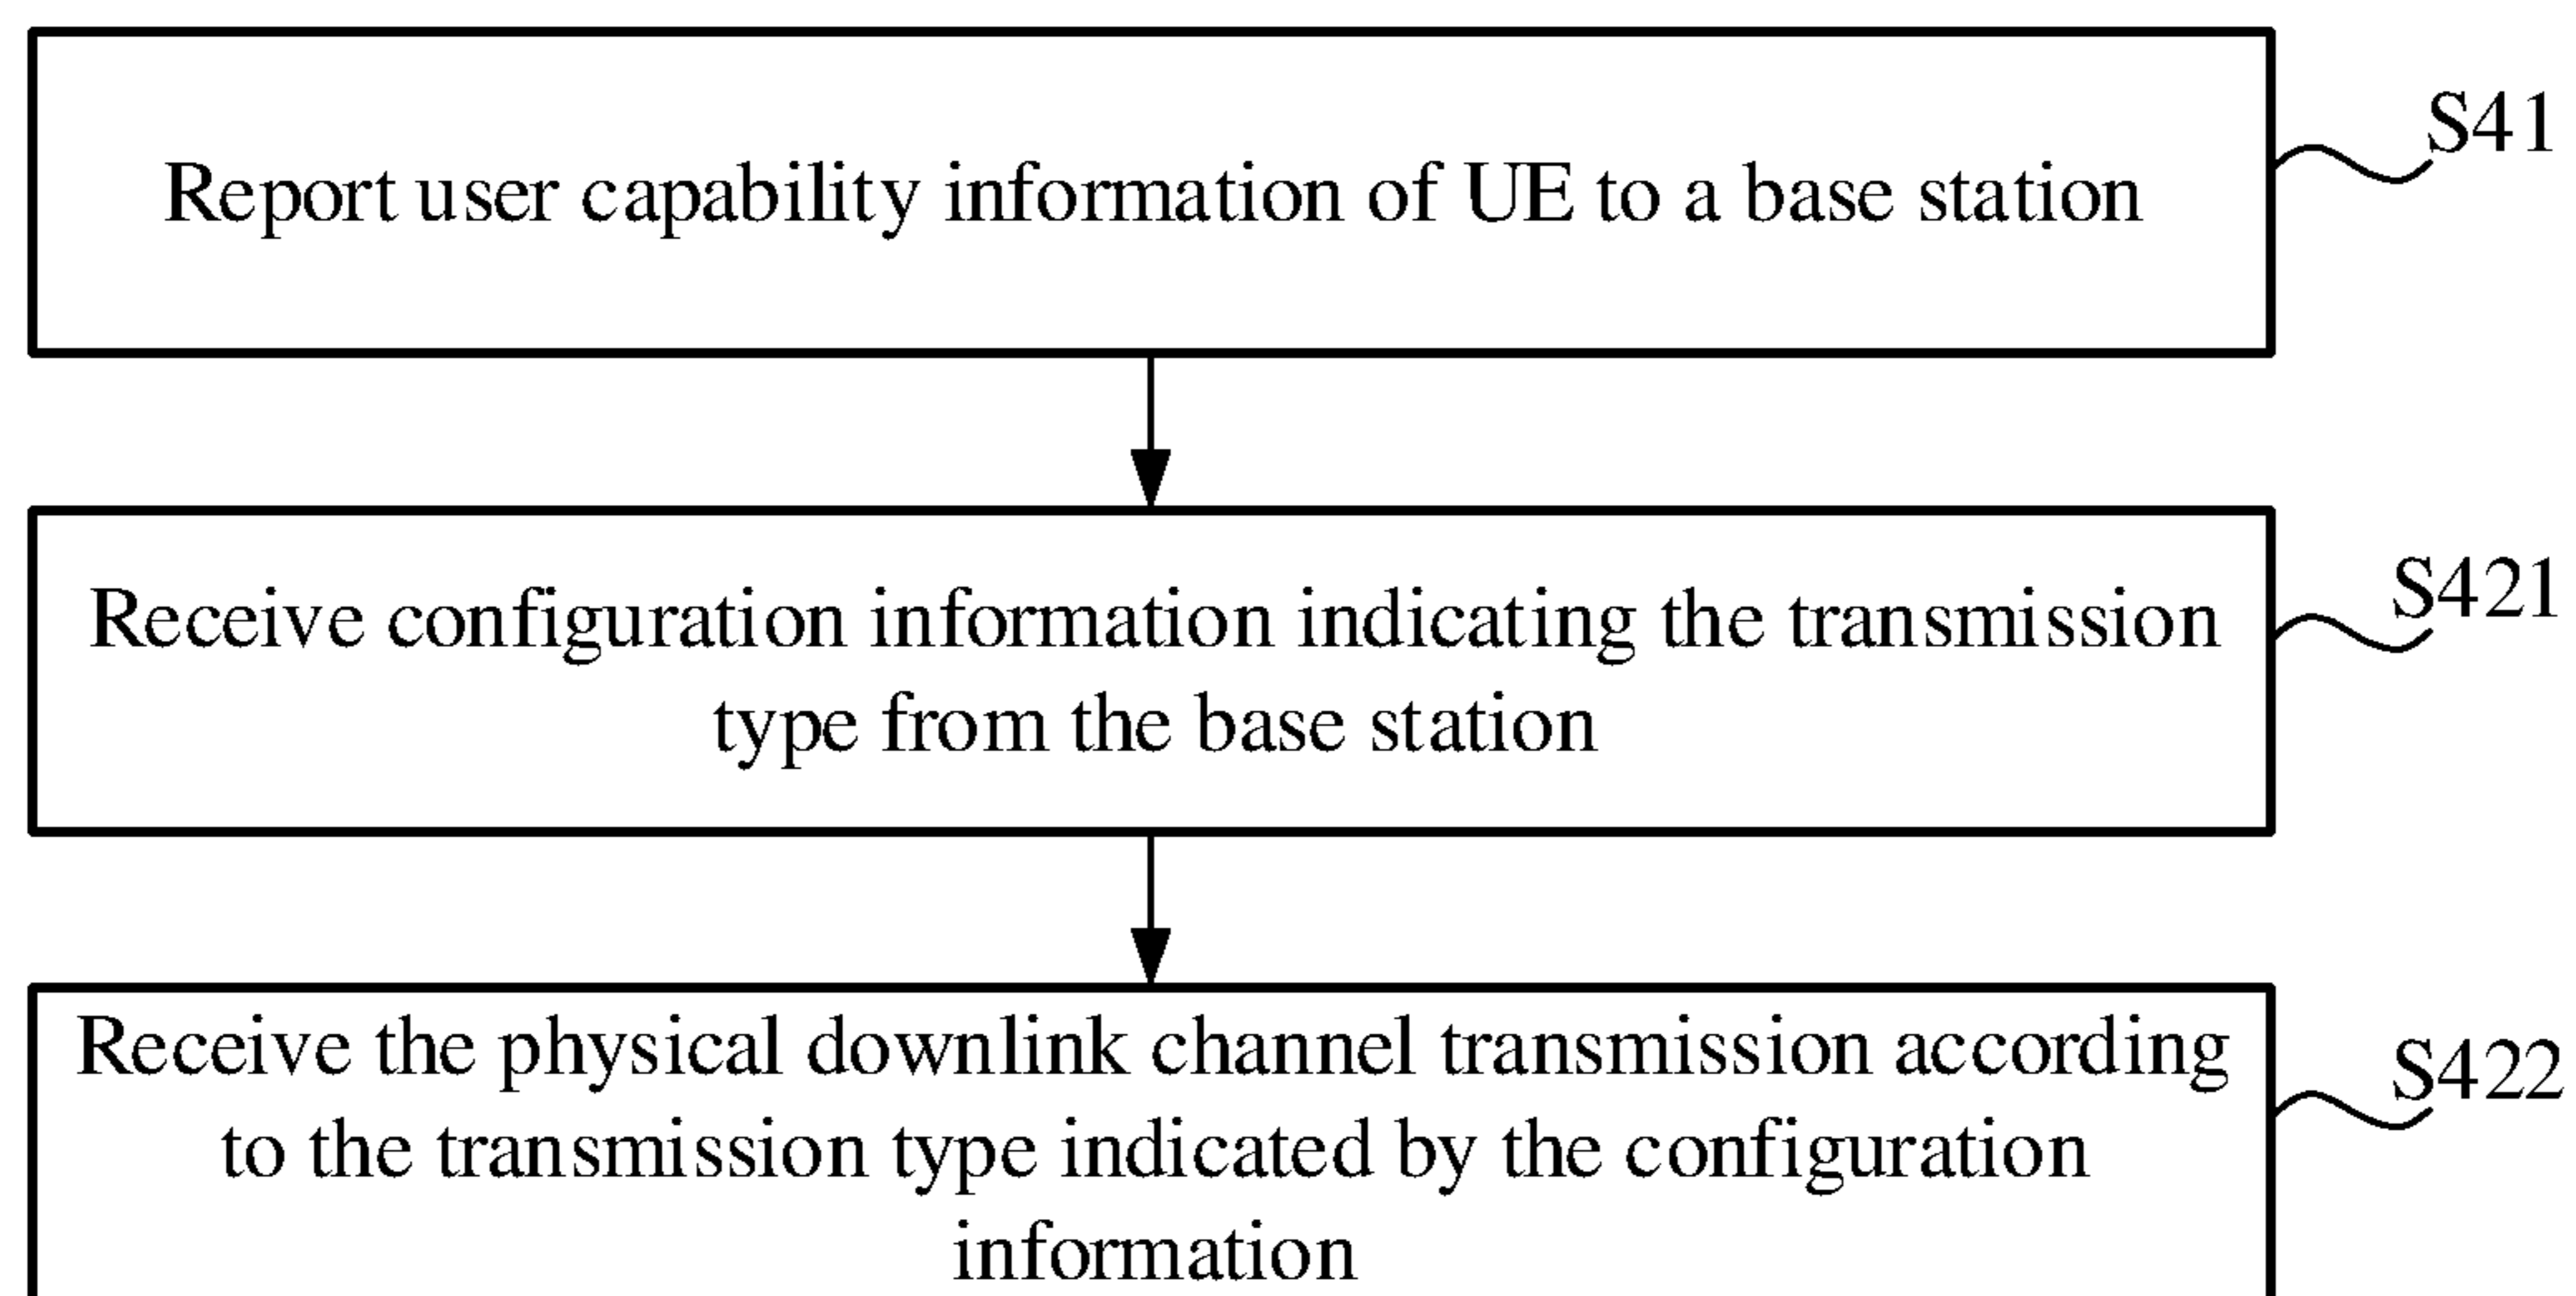 Report user capability information of UE to a base station
S41
Receive configuration information indicating the transmission
type from the base station
S421
Receive the physical downlink channel transmission according
to the transmission type indicated by the configuration
information
S422